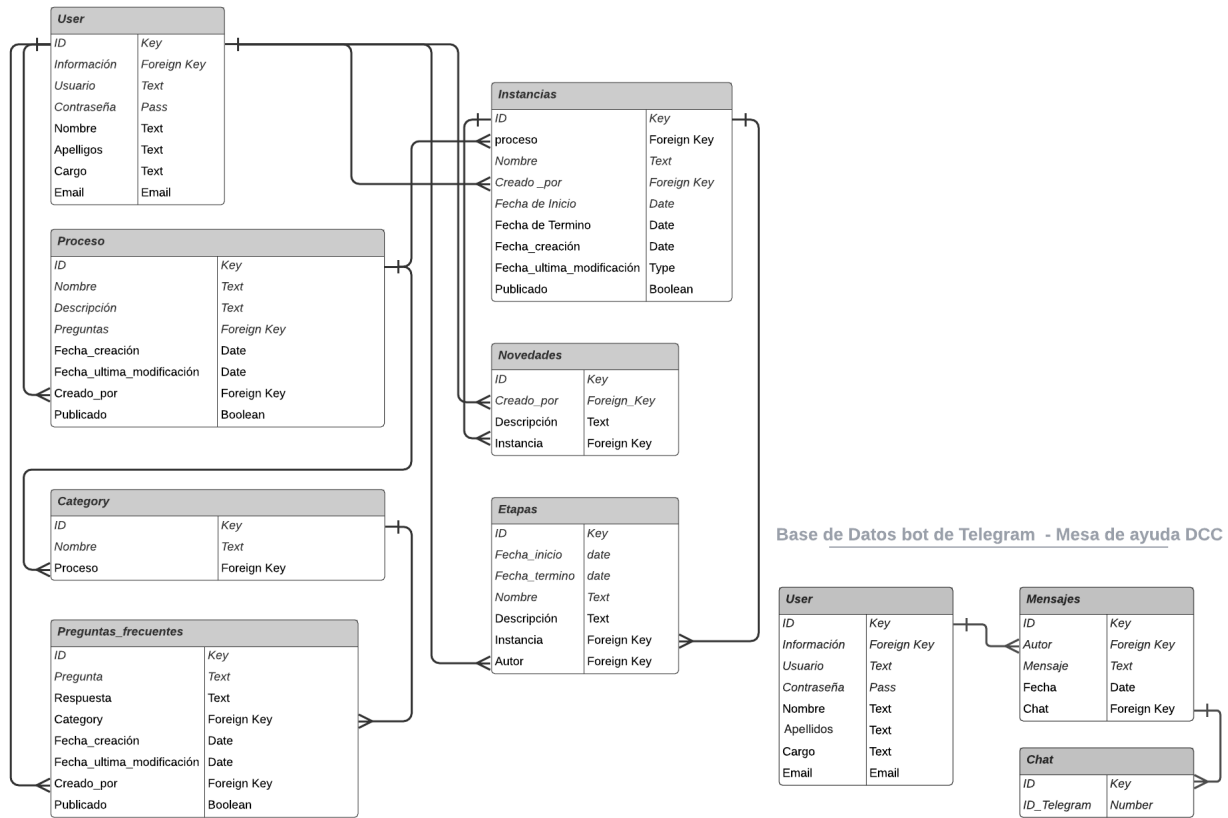 User
ID Key
Información Foreign Key
Usuario Text
Contraseña Pass
Nombre Text
Apelligos Text
Cargo Text
Email Email
Proceso
ID Key
Nombre Text
Descripción Text
Preguntas Foreign Key
Fecha_creación Date
Fecha_ultima_modificación Date
Creado_por Foreign Key
Publicado Boolean
Category
ID Key
Nombre Text
Proceso Foreign Key
Preguntas_frecuentes
ID Key
Pregunta Text
Respuesta Text
Category Foreign Key
Fecha_creación Date
Fecha_ultima_modificación Date
Creado_por Foreign Key
Publicado Boolean
Instancias
ID Key
proceso Foreign Key
Nombre Text
Creado _por Foreign Key
Fecha de Inicio Date
Fecha de Termino Date
Fecha_creación Date
Fecha_ultima_modificación Type
Publicado Boolean
Novedades
ID Key
Creado_por Foreign_Key
Descripción Text
Instancia Foreign Key
Etapas
ID Key
Fecha_inicio date
Fecha_termino date
Nombre Text
Descripción Text
Instancia Foreign Key
Autor Foreign Key
Base de Datos bot de Telegram - Mesa de ayuda DCC
User
ID Key
Información Foreign Key
Usuario Text
Contraseña Pass
Nombre Text
Apellidos Text
Cargo Text
Email Email
Mensajes
ID Key
Autor Foreign Key
Mensaje Text
Fecha Date
Chat Foreign Key
Chat
ID Key
ID_Telegram Number